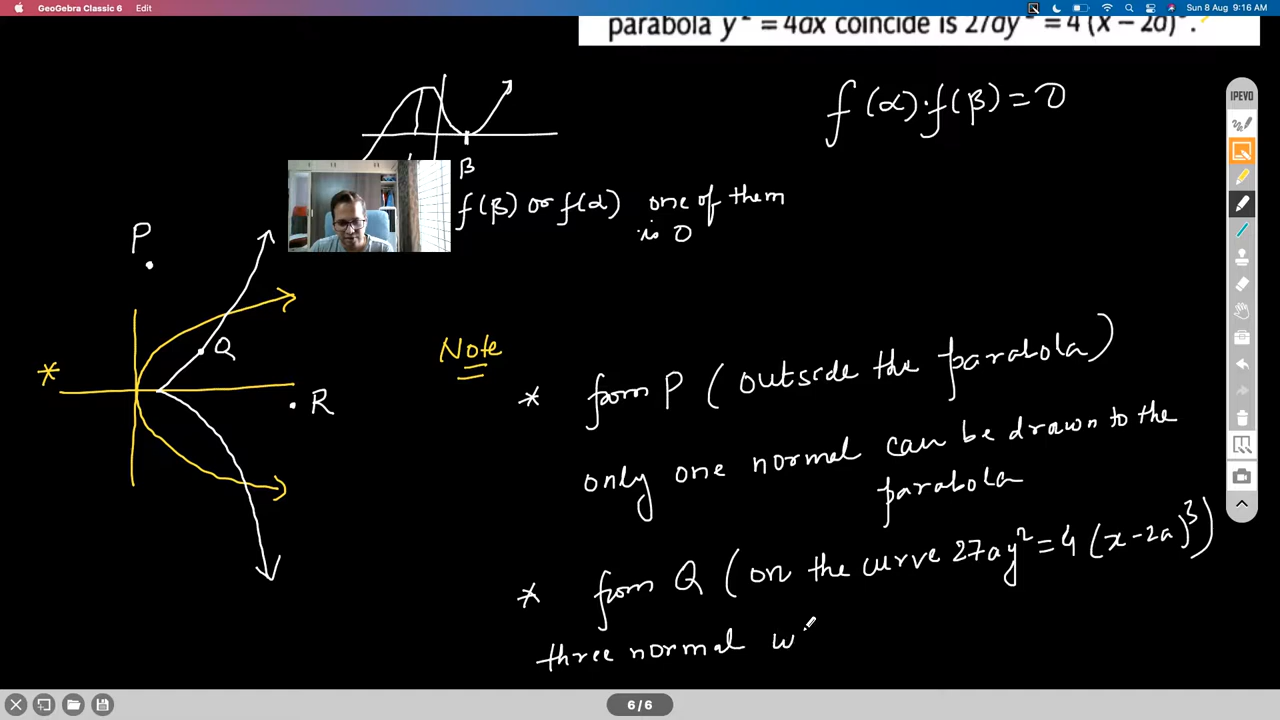 GeoGebra Classic 6 Edit
Sun 8 Aug 9:16 AM
parabola y² = 4ax coincide is 27ay² = 4 (x − 2a)³.
f(α).f(β) = 0
IPEVO
β
f(β) or f(α) one of them
is 0
P
Q
R
*
Note
* from P (outside the parabola)
only one normal can be drawn to the
parabola
* from Q (on the curve 27ay² = 4 (x-2a)³)
three normal w
6 / 6